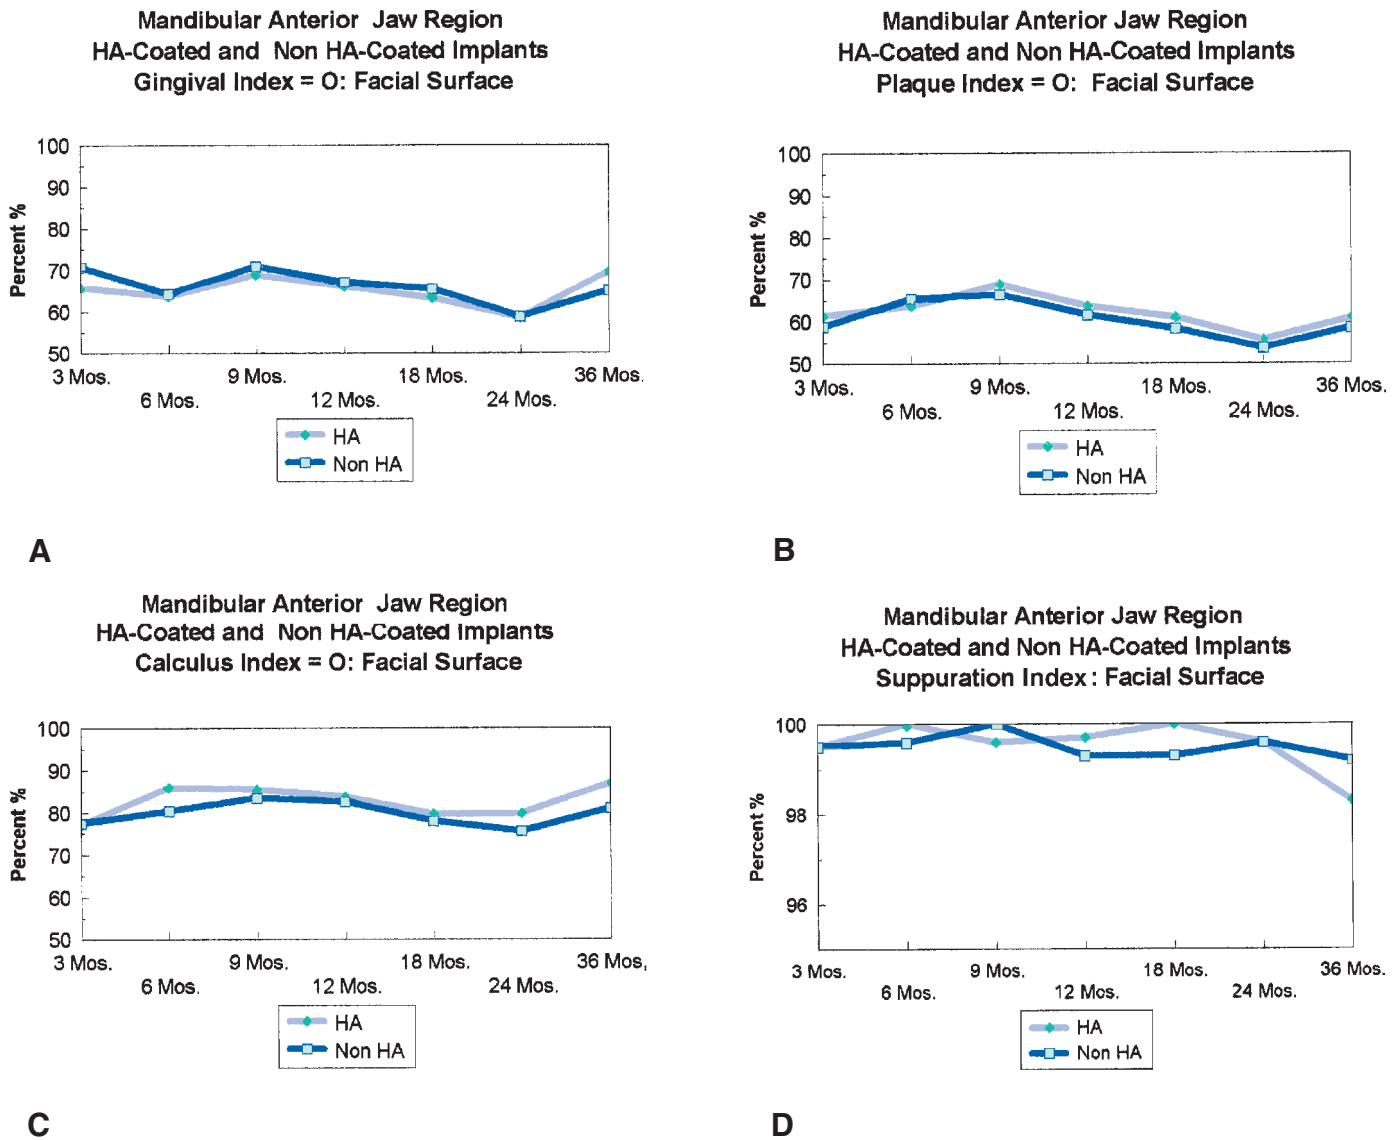 Mandibular Anterior Jaw Region
HA-Coated and Non HA-Coated Implants
Gingival Index = O: Facial Surface
Percent %
100
90
80
70
60
50
3 Mos.
6 Mos.
9 Mos.
12 Mos.
18 Mos.
24 Mos.
36 Mos.
HA
Non HA
A
Mandibular Anterior Jaw Region
HA-Coated and Non HA-Coated Implants
Plaque Index = O: Facial Surface
Percent %
100
90
80
70
60
50
3 Mos.
6 Mos.
9 Mos.
12 Mos.
18 Mos.
24 Mos.
36 Mos.
HA
Non HA
B
Mandibular Anterior Jaw Region
HA-Coated and Non HA-Coated Implants
Calculus Index = O: Facial Surface
Percent %
100
90
80
70
60
50
3 Mos.
6 Mos.
9 Mos.
12 Mos.
18 Mos.
24 Mos.
36 Mos,
HA
Non HA
C
Mandibular Anterior Jaw Region
HA-Coated and Non HA-Coated Implants
Suppuration Index : Facial Surface
Percent %
100
98
96
3 Mos.
6 Mos.
9 Mos.
12 Mos.
18 Mos.
24 Mos.
36 Mos.
HA
Non HA
D